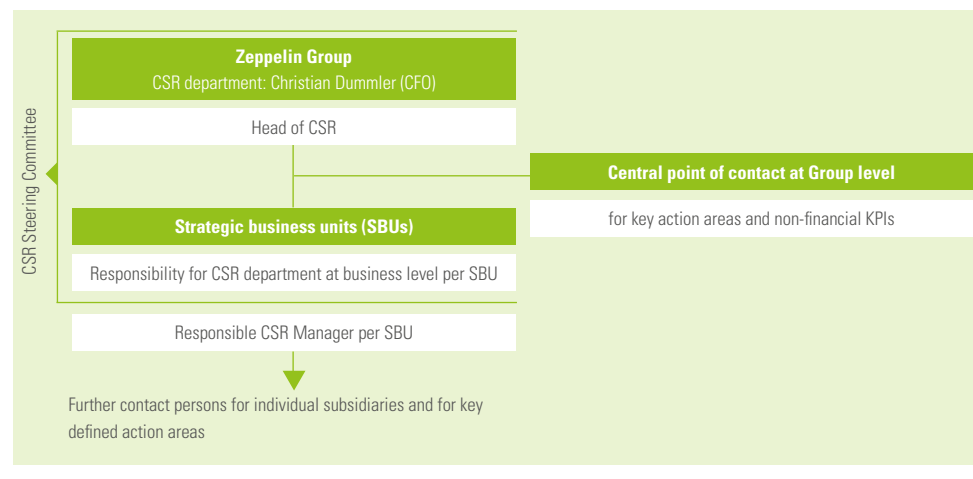 CSR Steering Committee
Zeppelin Group
CSR department: Christian Dummler (CFO)
Head of CSR
Central point of contact at Group level
for key action areas and non-financial KPIs
Strategic business units (SBUs)
Responsibility for CSR department at business level per SBU
Responsible CSR Manager per SBU
Further contact persons for individual subsidiaries and for key
defined action areas